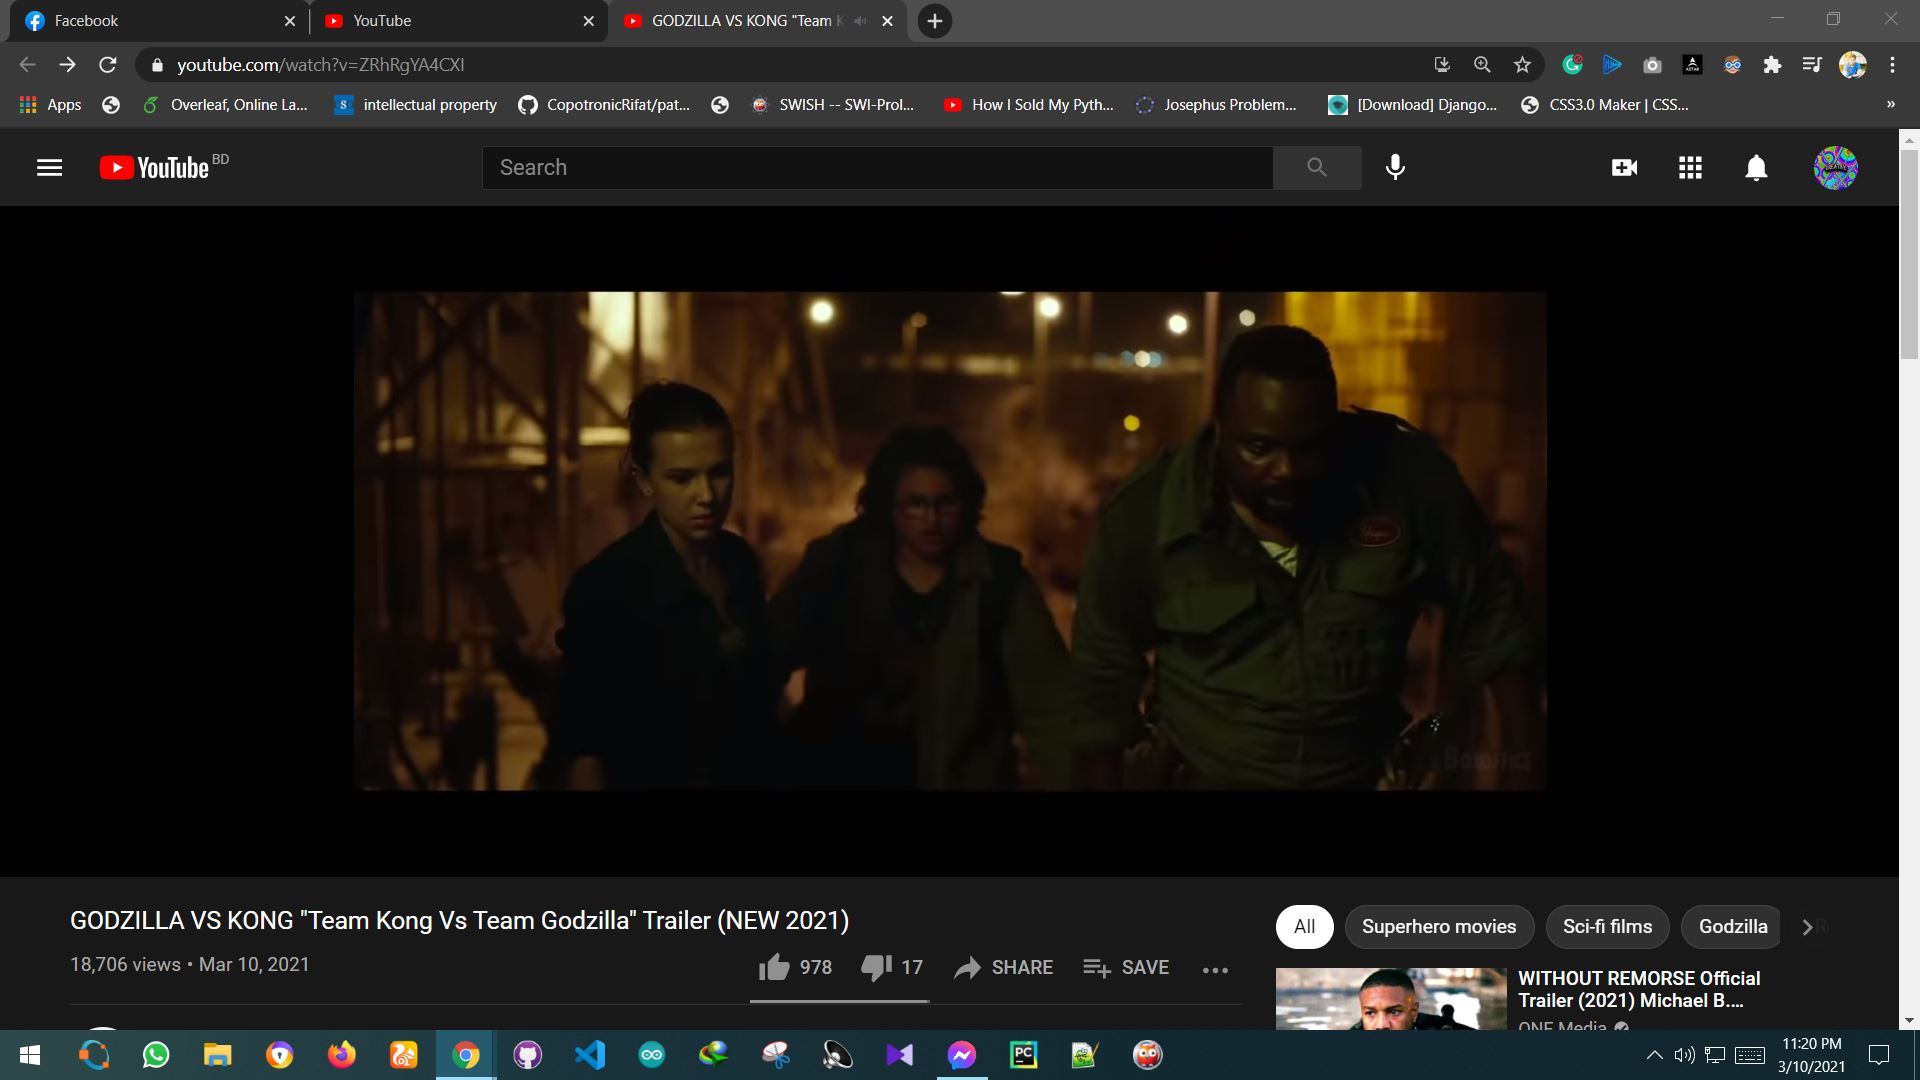 Facebook
YouTube
GODZILLA VS KONG "Team K
youtube.com/watch?v=ZRhRgYA4CXI
Apps
Overleaf, Online La...
intellectual property
CopotronicRifat/pat...
SWISH -- SWI-Prol...
How I Sold My Pyth...
Josephus Problem...
[Download] Django...
CSS3.0 Maker | CSS...
»
YouTube BD
Search
BOXOFFICE
GODZILLA VS KONG "Team Kong Vs Team Godzilla" Trailer (NEW 2021)
18,706 views • Mar 10, 2021
978
17
SHARE
SAVE
All
Superhero movies
Sci-fi films
Godzilla
WITHOUT REMORSE Official
Trailer (2021) Michael B....
ONE Media
PC
11:20 PM
3/10/2021